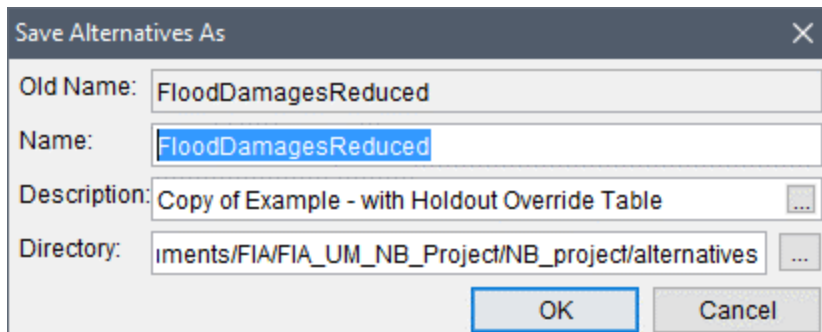 Save Alternatives As
Old Name: FloodDamagesReduced
Name: FloodDamagesReduced
Description: Copy of Example - with Holdout Override Table ...
Directory: ıments/FIA/FIA_UM_NB_Project/NB_project/alternatives ...
OK Cancel